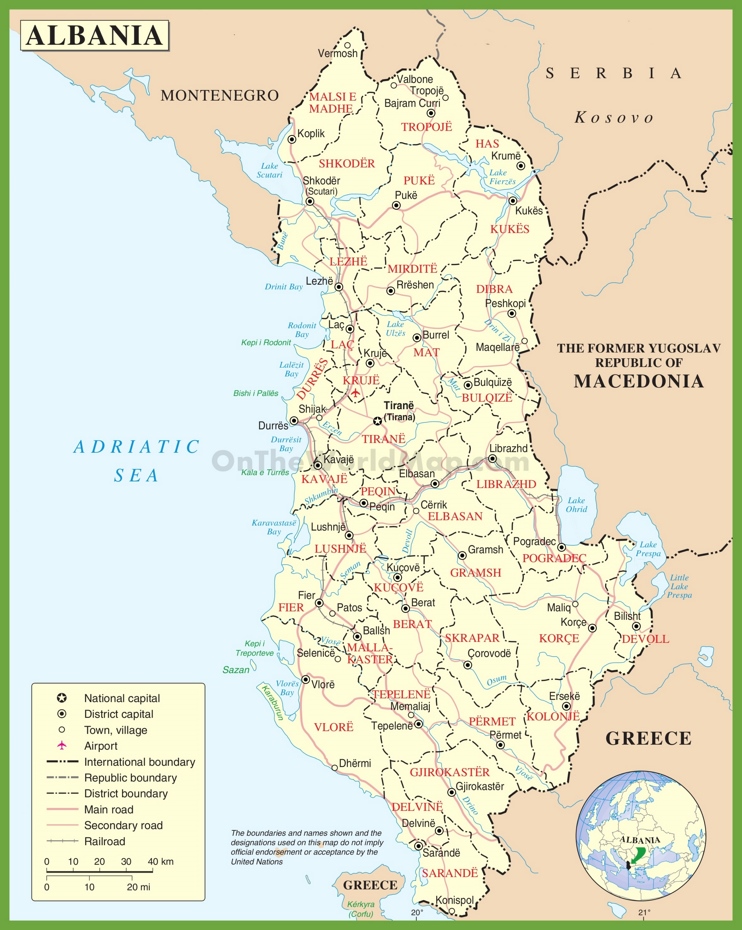 ALBANIA
Vermosh
MONTENEGRO
SERBIA
Kosovo
MALSI E
MADHE
Valbone
Tropojë
Bajram Curri
TROPOJË
Koplik
HAS
Krumë
SHKODËR
Lake
Scutari
Shkodër
(Scutari)
PUKË
Pukë
Lake
Fierzës
Kukës
KUKËS
Bunë
LEZHË
MIRDITË
Lezhë
Drinit Bay
Rrëshen
DIBRA
Peshkopi
Rodonit
Bay
Laç
LAÇ
Lake
Ulzës
Burrel
Drin i Zi
Maqellarë
Kepi i Rodonit
Krujë
MAT
THE FORMER YUGOSLAV
REPUBLIC OF
MACEDONIA
Lalëzit
Bay
DURRËS
KRUJË
Mat
Bulqizë
BULQIZË
Bishi i Pallës
Shijak
Tiranë
(Tirana)
Durrës
Erzen
TIRANË
Durrësit
Bay
ADRIATIC
SEA
OnTheWorldMap.com
Kavajë
Librazhd
Kala e Turrës
KAVAJË
Elbasan
LIBRAZHD
Shkumbin
PEQIN
Peqin
Cërrik
ELBASAN
Lake
Ohrid
Karavastasë
Bay
Lushnjë
LUSHNJË
Devoll
Pogradec
POGRADEC
Gramsh
GRAMSH
Lake
Prespa
Seman
Kuçovë
KUÇOVË
Little
Lake
Prespa
Fier
FIER
Patos
Berat
BERAT
Maliq
Korçë
KORÇË
Bilisht
DEVOLL
Ballsh
MALLA-
KASTER
SKRAPAR
Çorovodë
Vjosë
Selenicë
Kepi i
Treporteve
Sazan
Vlorës
Bay
Vlorë
Karaburun
Osum
TEPELENË
Memaliaj
Tepelenë
Ersekë
KOLONJË
PËRMET
Përmet
VLORË
GREECE
Dhërmi
GJIROKASTËR
Gjirokastër
Vjosë
Drino
DELVINË
Delvinë
Sarandë
SARANDË
Konispol
GREECE
Kërkyra
(Corfu)
National capital
District capital
Town, village
Airport
International boundary
Republic boundary
District boundary
Main road
Secondary road
Railroad
0 10 20 30 40 km
0 10 20 mi
The boundaries and names shown and the
designations used on this map do not imply
official endorsement or acceptance by the
United Nations
ALBANIA
20°
21°